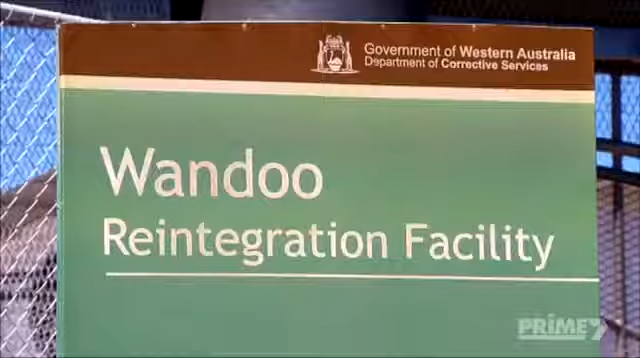 Government of Western Australia
Department of Corrective Services
Wandoo
Reintegration Facility
PRIME7